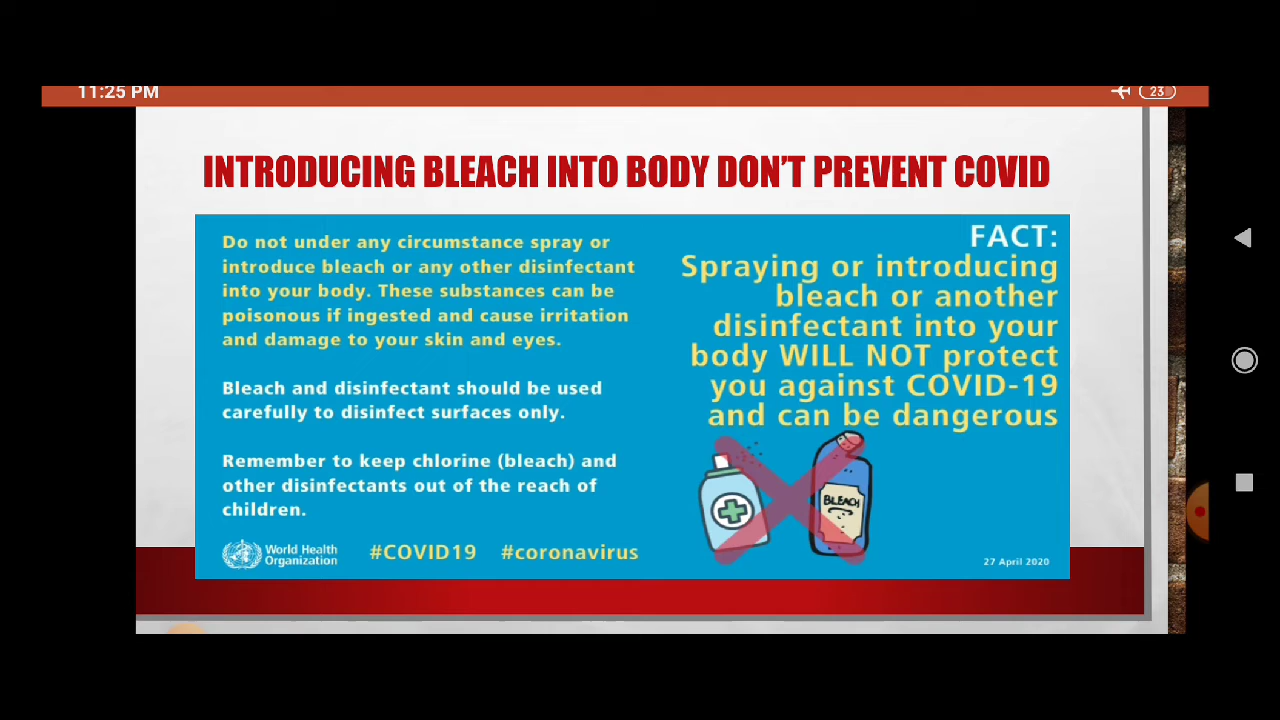 11:25 PM
23
INTRODUCING BLEACH INTO BODY DON'T PREVENT COVID
Do not under any circumstance spray or
introduce bleach or any other disinfectant
into your body. These substances can be
poisonous if ingested and cause irritation
and damage to your skin and eyes.
Bleach and disinfectant should be used
carefully to disinfect surfaces only.
Remember to keep chlorine (bleach) and
other disinfectants out of the reach of
children.
World Health
Organization
#COVID19 #coronavirus
FACT:
Spraying or introducing
bleach or another
disinfectant into your
body WILL NOT protect
you against COVID-19
and can be dangerous
BLEACH
27 April 2020